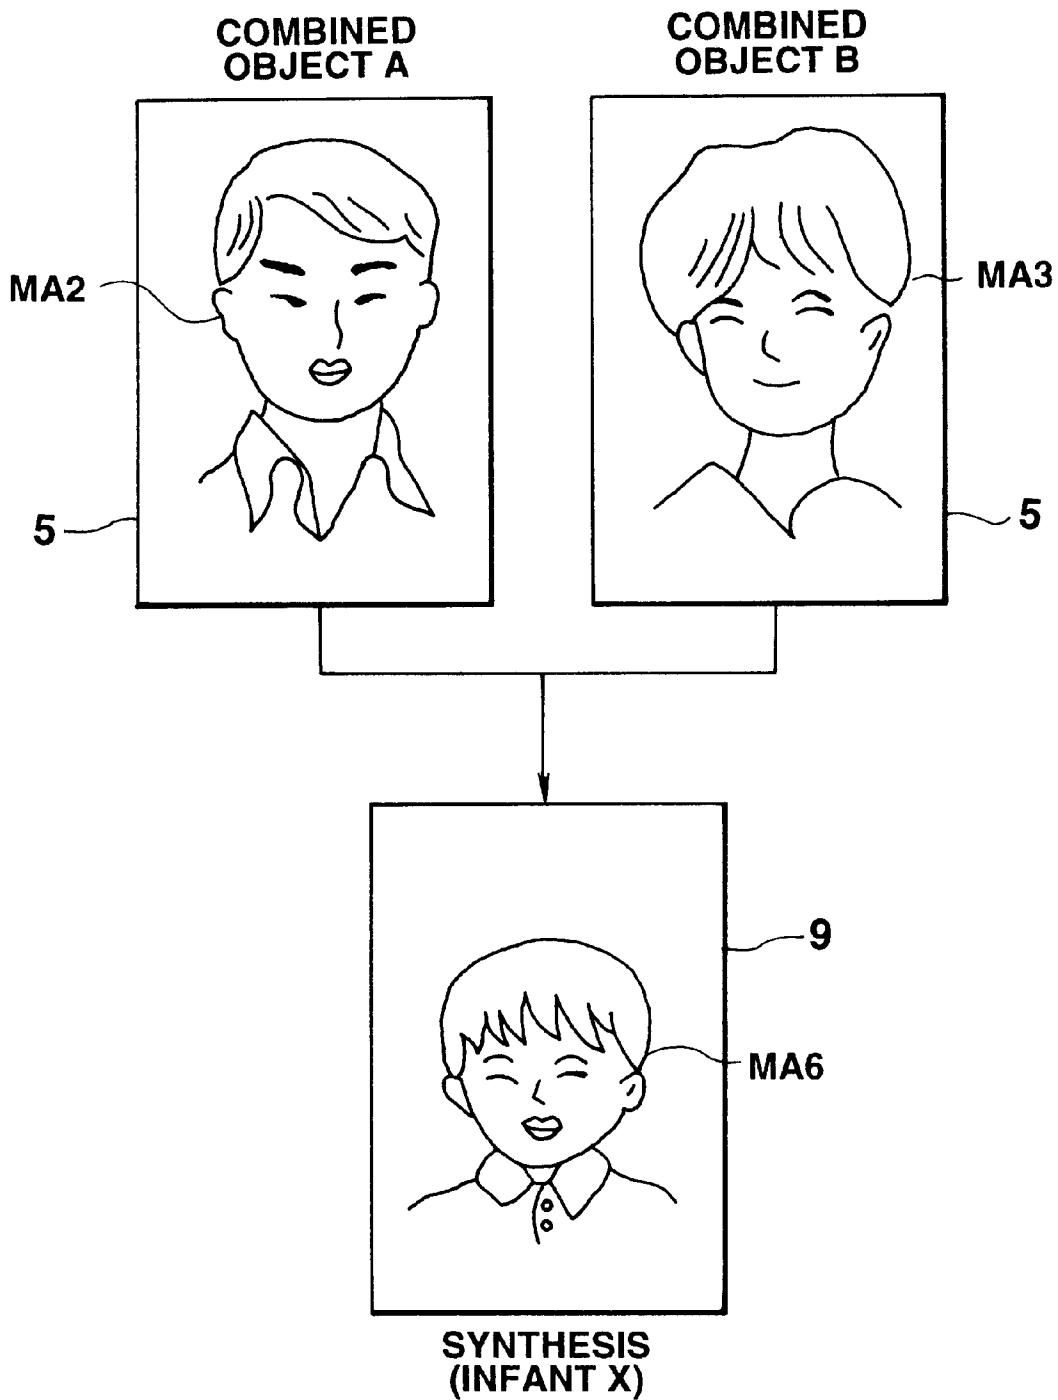 COMBINED
OBJECT A
COMBINED
OBJECT B
MA2
MA3
5
5
9
MA6
SYNTHESIS
(INFANT X)